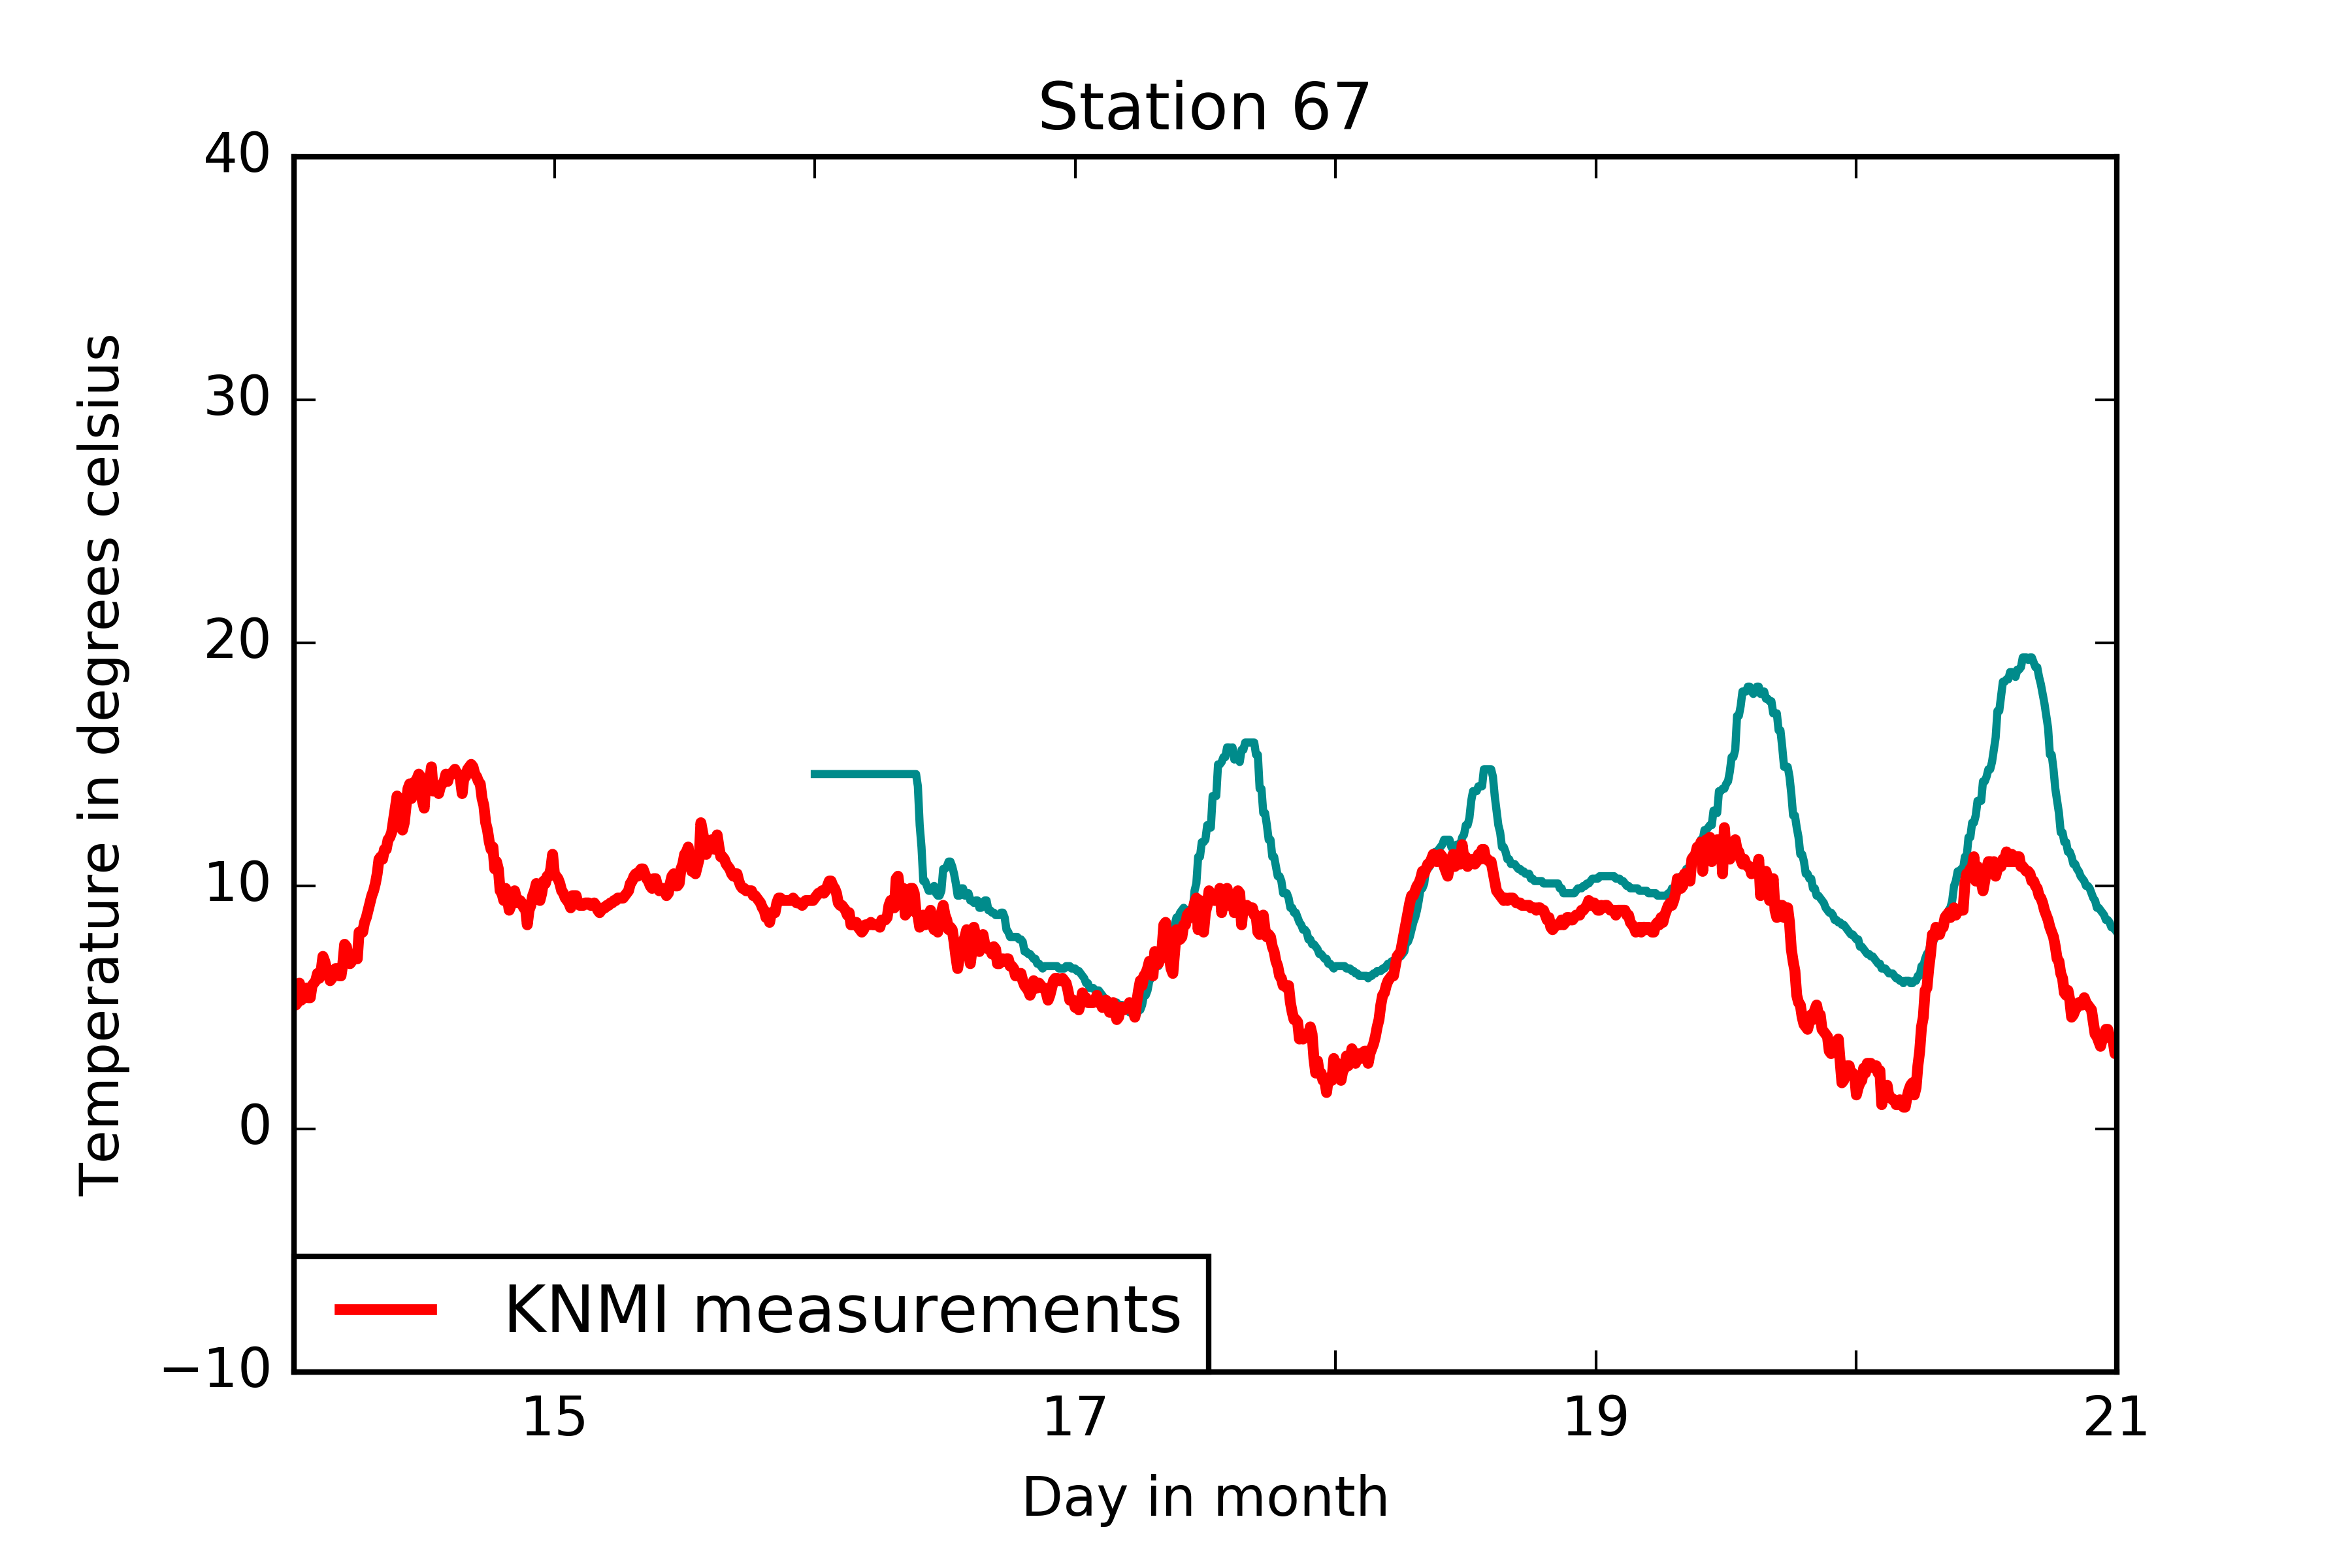 Station 67
Temperature in degrees celsius
40
30
20
10
0
−10
KNMI measurements
15 17 19 21
Day in month